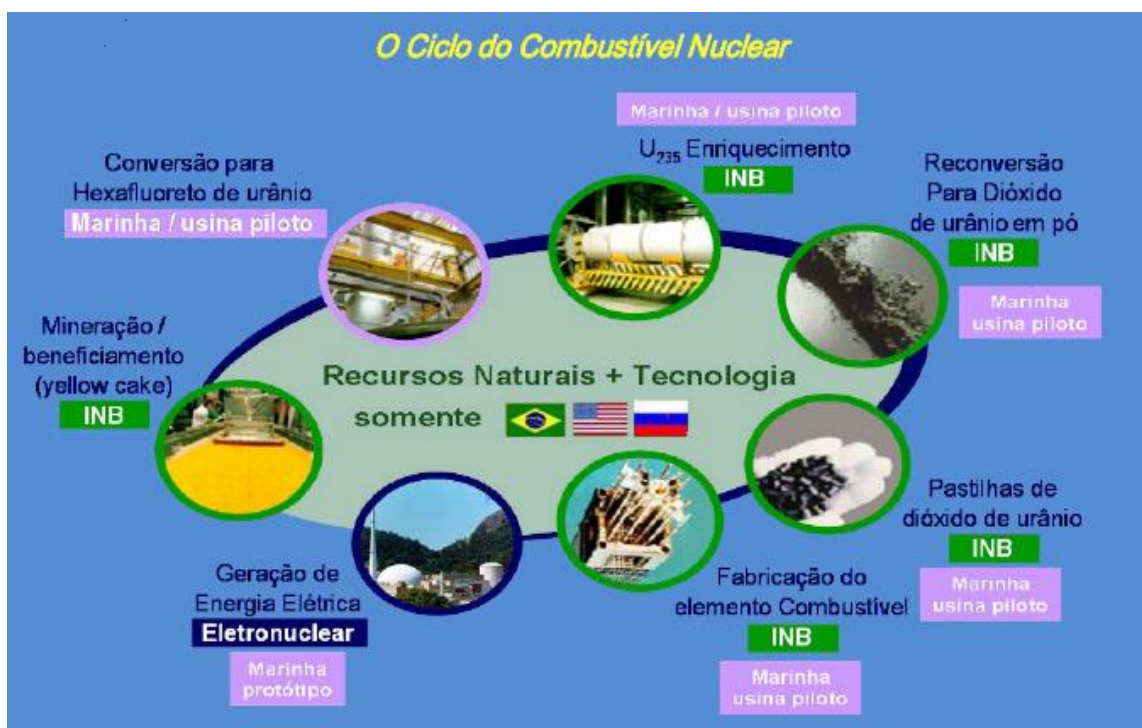 O Ciclo do Combustível Nuclear
Marinha / usina piloto
U235 Enriquecimento
INB
Conversão para
Hexafluoreto de urânio
Marinha / usina piloto
Reconversão
Para Dióxido
de urânio em pó
INB
Marinha
usina piloto
Mineração /
beneficiamento
(yellow cake)
INB
Recursos Naturais + Tecnologia
somente
Pastilhas de
dióxido de urânio
INB
Marinha
usina piloto
Geração de
Energia Elétrica
Eletronuclear
Marinha
protótipo
Fabricação do
elemento Combustível
INB
Marinha
usina piloto